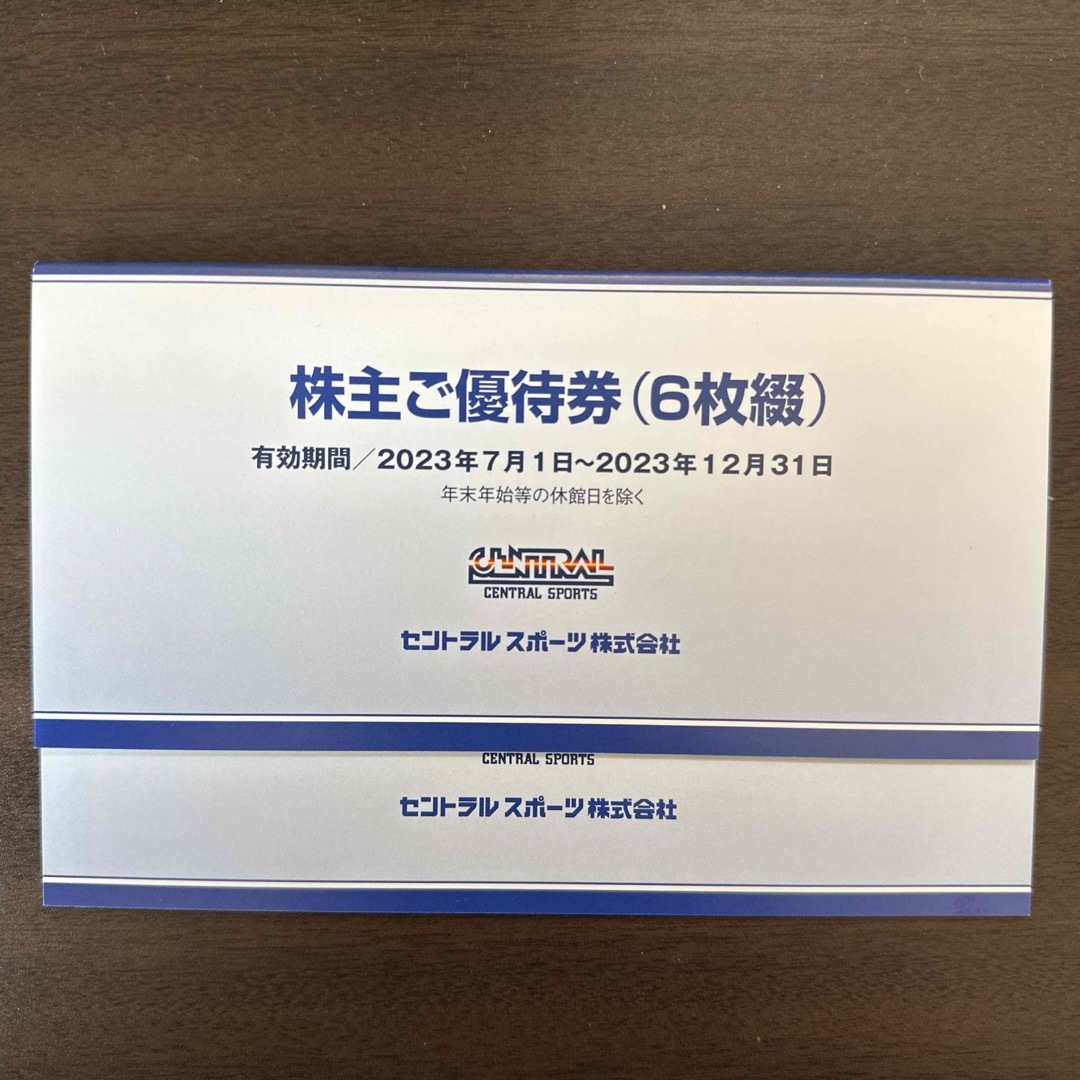 株主ご優待券（6枚綴）
有効期間／2023年7月1日～2023年12月31日
年末年始等の休館日を除く
CENTRAL
CENTRAL SPORTS
セントラルスポーツ株式会社
CENTRAL SPORTS
セントラルスポーツ株式会社